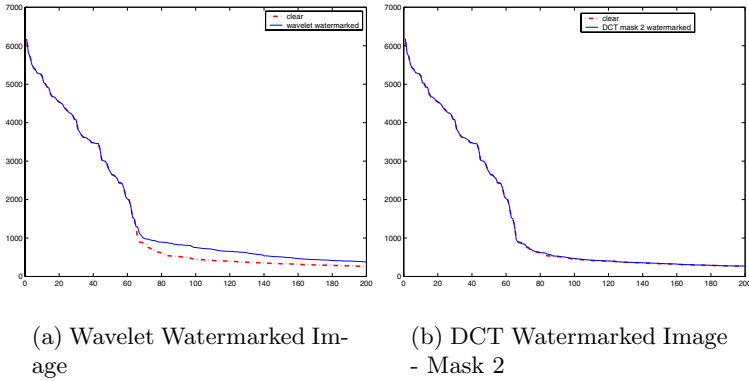 clear
wavelet watermarked
7000
6000
5000
4000
3000
2000
1000
0
0 20 40 60 80 100 120 140 160 180 200
clear
DCT mask 2 watermarked
7000
6000
5000
4000
3000
2000
1000
0
0 20 40 60 80 100 120 140 160 180 200
(a) Wavelet Watermarked Im-
age
(b) DCT Watermarked Image
- Mask 2